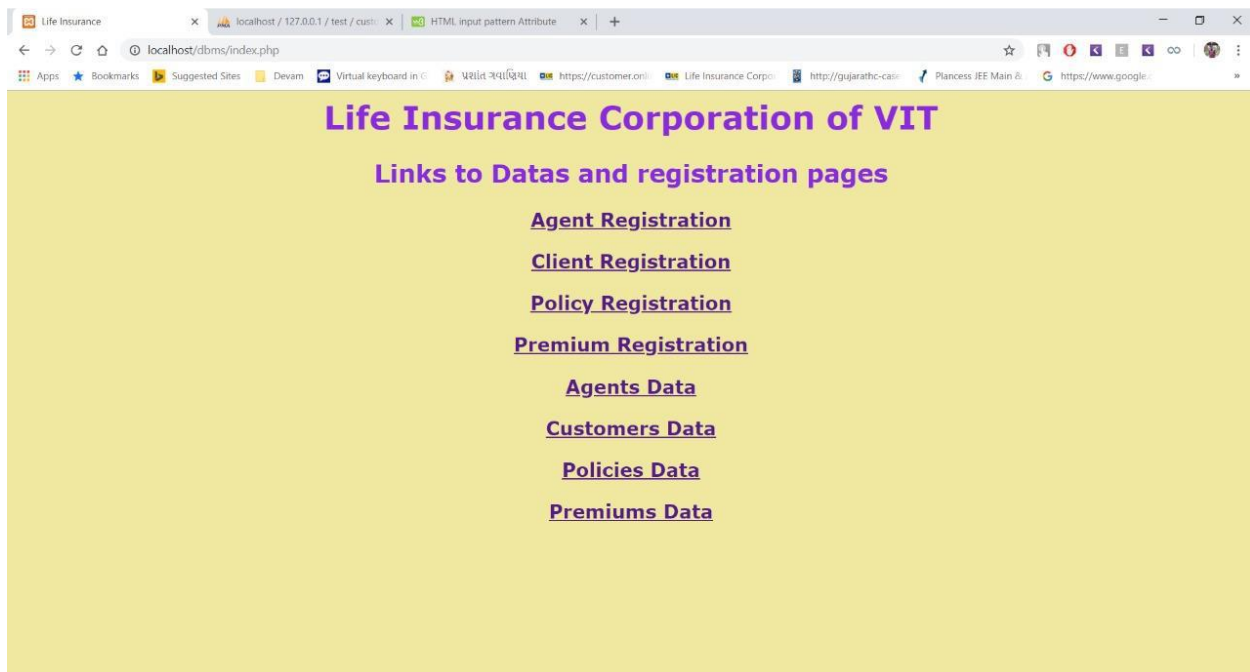 Life Insurance
localhost / 127.0.0.1 / test / custo
HTML input pattern Attribute
localhost/dbms/index.php
Apps Bookmarks Suggested Sites Devam Virtual keyboard in G https://customer.onl Life Insurance Corpo http://gujarathc-case Plancess JEE Main & https://www.google.c
Life Insurance Corporation of VIT
Links to Datas and registration pages
Agent Registration
Client Registration
Policy Registration
Premium Registration
Agents Data
Customers Data
Policies Data
Premiums Data